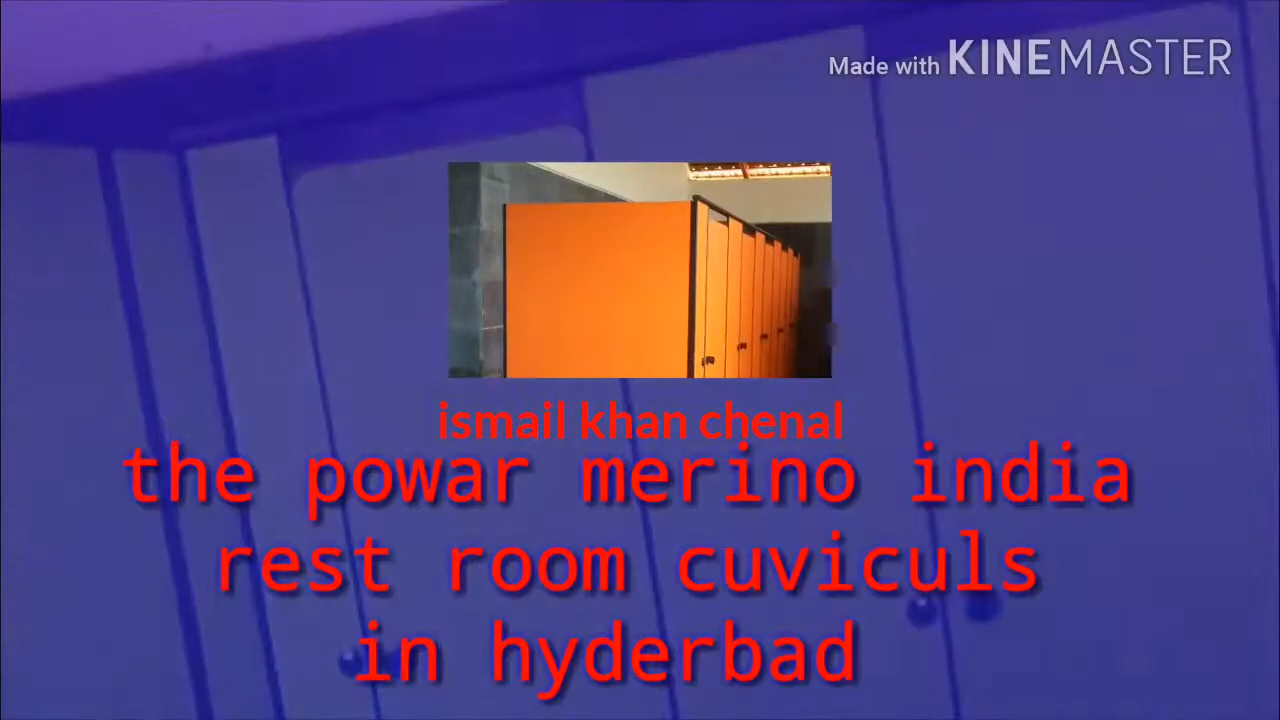 Made with KINEMASTER
ismail khan chenal
the powar merino india
rest room cuviculs
in hyderbad